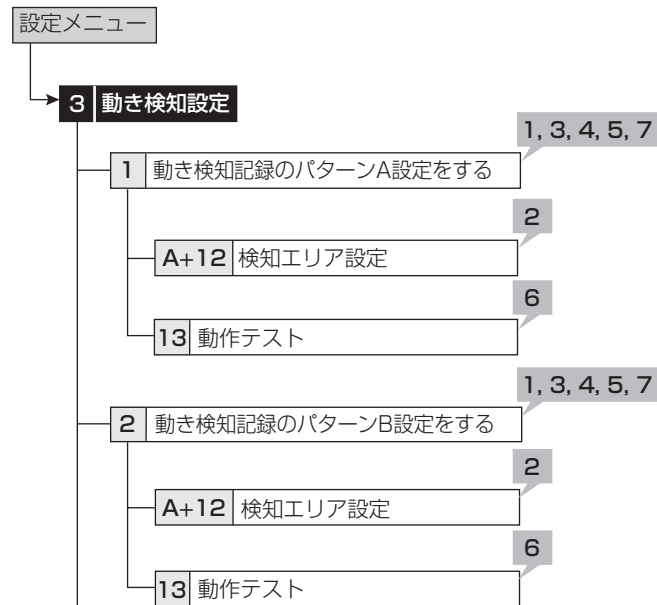 設定メニュー
3 動き検知設定
1, 3, 4, 5, 7
1 動き検知記録のパターンA設定をする
2
A+12 検知エリア設定
6
13 動作テスト
1, 3, 4, 5, 7
2 動き検知記録のパターンB設定をする
2
A+12 検知エリア設定
6
13 動作テスト